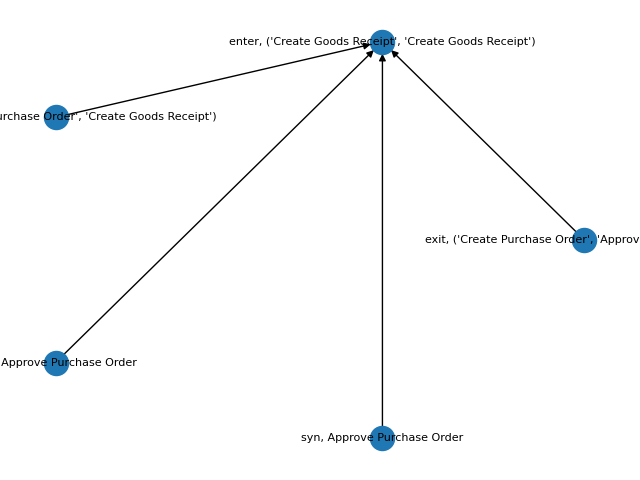 enter, ('Create Goods Receipt', 'Create Goods Receipt')
urchase Order', 'Create Goods Receipt')
exit, ('Create Purchase Order', 'Approv
Approve Purchase Order
syn, Approve Purchase Order